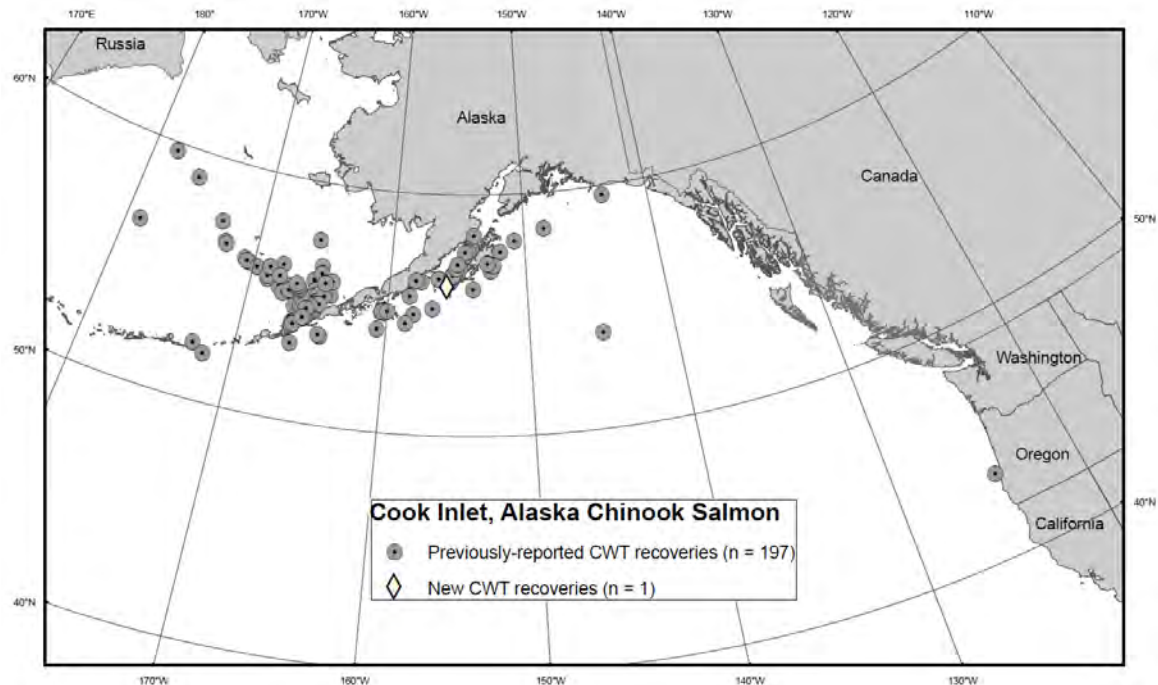 170°E 180° 170°W 160°W 150°W 140°W 130°W 120°W 110°W
Russia
60°N
Alaska
Canada
50°N
50°N
Washington
Oregon
40°N
California
Cook Inlet, Alaska Chinook Salmon
Previously-reported CWT recoveries (n = 197)
New CWT recoveries (n = 1)
40°N
170°W 160°W 150°W 140°W 130°W